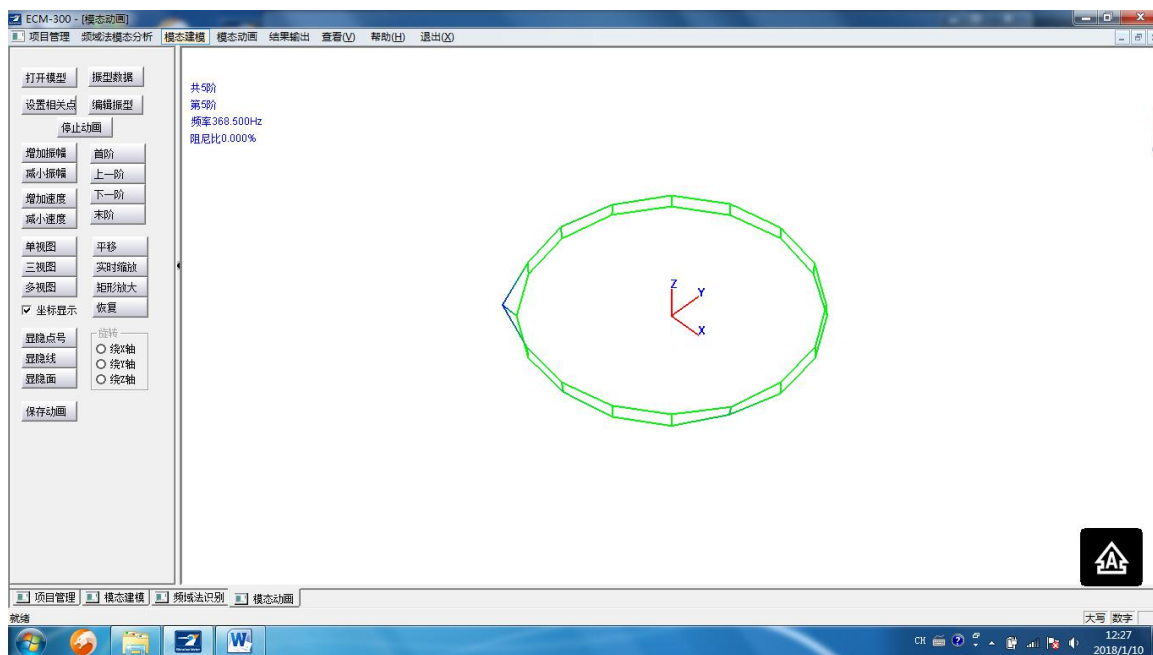 ECM-300 - [模态动画]
项目管理 频域法模态分析 模态建模 模态动画 结果输出 查看(V) 帮助(H) 退出(X)
打开模型 振型数据
设置相关点 编辑振型
停止动画
增加振幅 首阶
减小振幅 上一阶
增加速度 下一阶
减小速度 末阶
单视图 平移
三视图 实时缩放
多视图 矩形放大
坐标显示 恢复
显隐点号 旋转
绕X轴
显隐线 绕Y轴
显隐面 绕Z轴
保存动画
共5阶
第5阶
频率368.500Hz
阻尼比0.000%
Z
Y
X
A
项目管理 模态建模 频域法识别 模态动画
就绪 大写 数字
W CH 12:27
2018/1/10